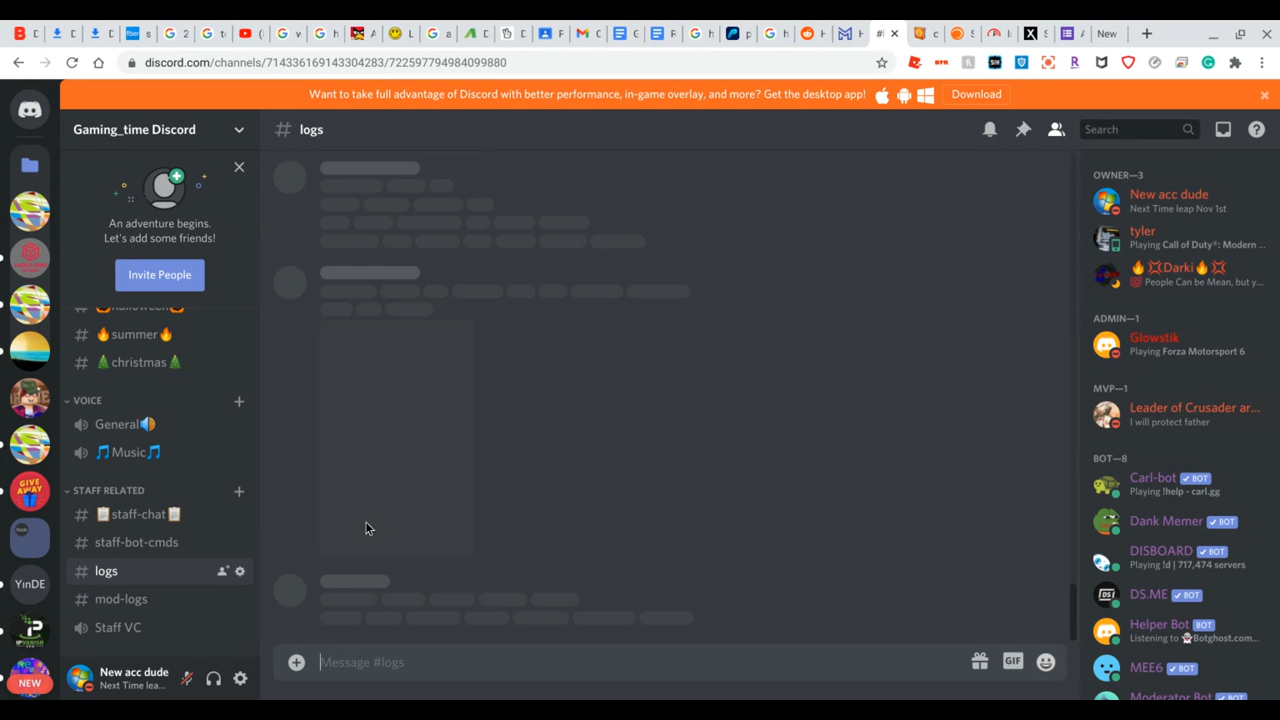 discord.com/channels/714336169143304283/722597794984099880
New
Want to take full advantage of Discord with better performance, in-game overlay, and more? Get the desktop app!
Download
Gaming_time Discord
# logs
Search
An adventure begins.
Let's add some friends!
Invite People
# 🔥summer🔥
# 🎄christmas🎄
VOICE
General🔊
🎵Music🎵
STAFF RELATED
# 📋staff-chat📋
# staff-bot-cmds
# logs
# mod-logs
Staff VC
New acc dude
Next Time lea...
NEW
YinDE
GIVE
AWAY
Message #logs
GIF
OWNER—3
New acc dude
Next Time leap Nov 1st
tyler
Playing Call of Duty®: Modern ...
🔥💢Darki🔥💢
💯 People Can be Mean, but y...
ADMIN—1
Glowstik
Playing Forza Motorsport 6
MVP—1
Leader of Crusader ar...
I will protect father
BOT—8
Carl-bot ✔BOT
Playing !help - carl.gg
Dank Memer ✔BOT
DISBOARD ✔BOT
Playing !d | 717,474 servers
DS.ME ✔BOT
Helper Bot BOT
Listening to 👻Botghost.com...
MEE6 ✔BOT
Moderator Bot BOT